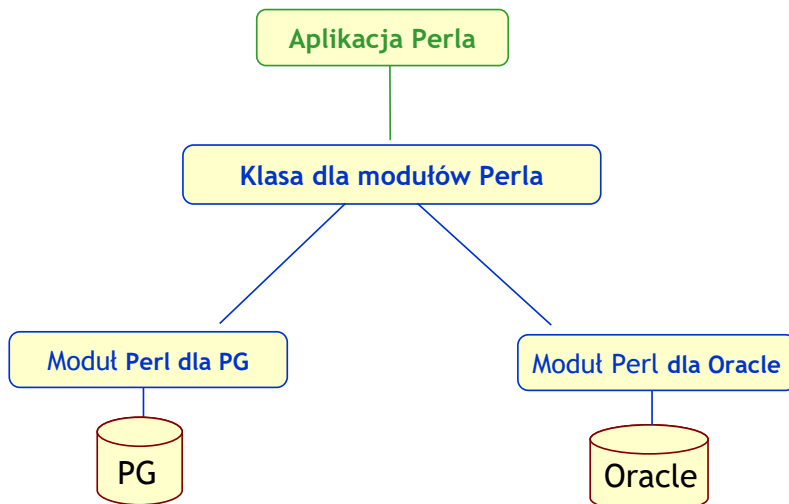 Aplikacja Perla
Klasa dla modułów Perla
Moduł Perl dla PG
Moduł Perl dla Oracle
PG
Oracle